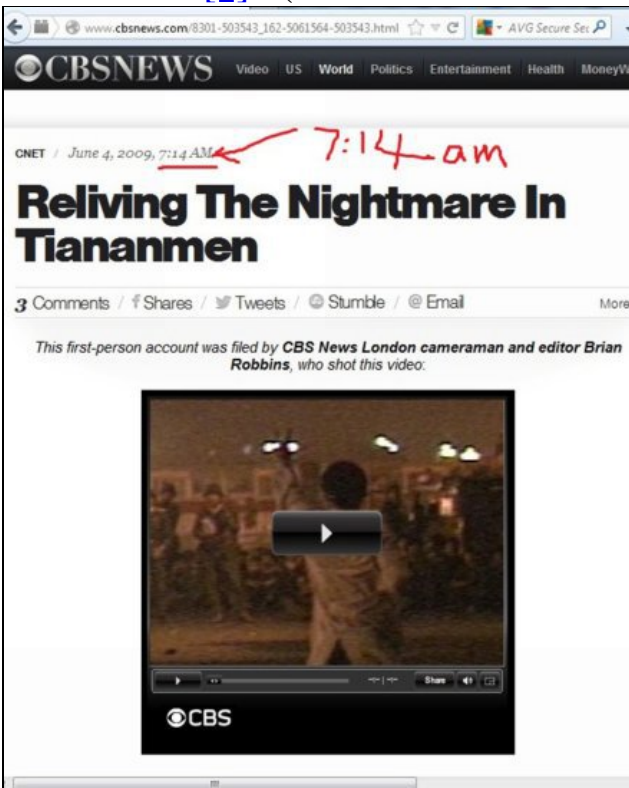 www.cbsnews.com/8301-503543_162-5061564-503543.html
AVG Secure Sec
CBSNEWS Video US World Politics Entertainment Health MoneyW
CNET / June 4, 2009, 7:14 AM
7:14 am
Reliving The Nightmare In
Tiananmen
3 Comments / f Shares / Tweets / Stumble / @ Email More
This first-person account was filed by CBS News London cameraman and editor Brian
Robbins, who shot this video:
--:-- | --:-- Share
CBS